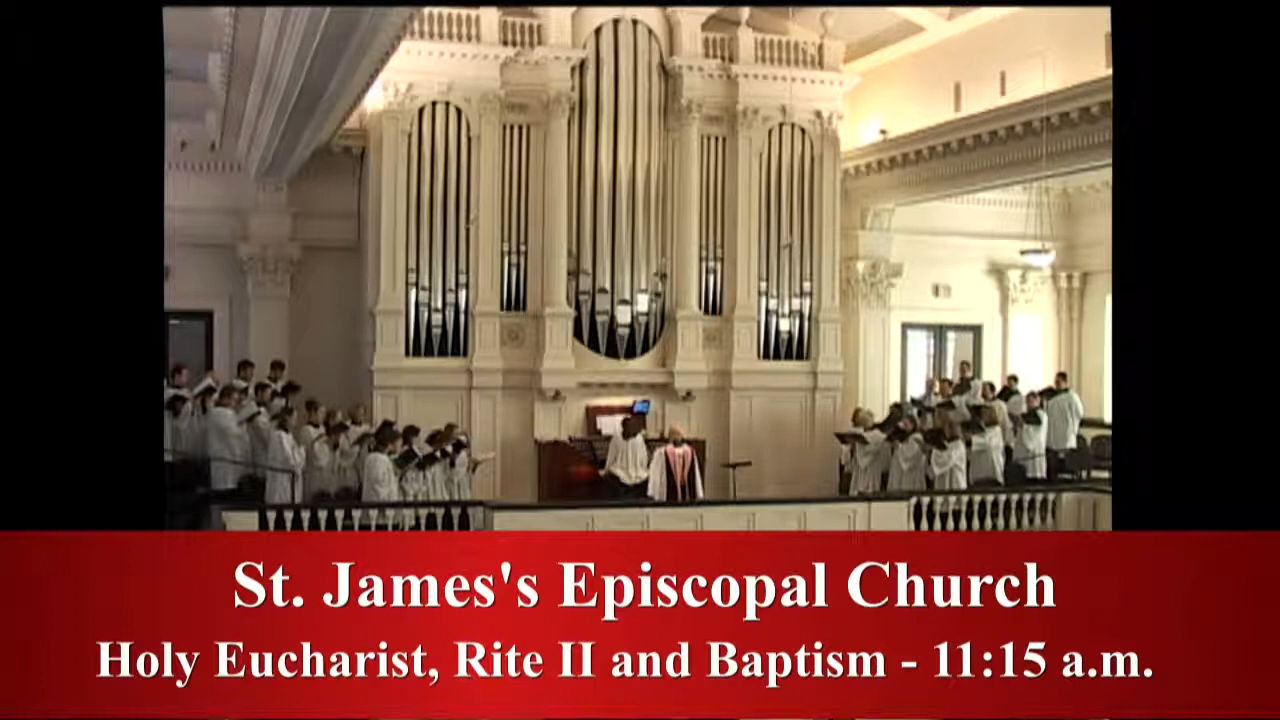 St. James's Episcopal Church
Holy Eucharist, Rite II and Baptism - 11:15 a.m.